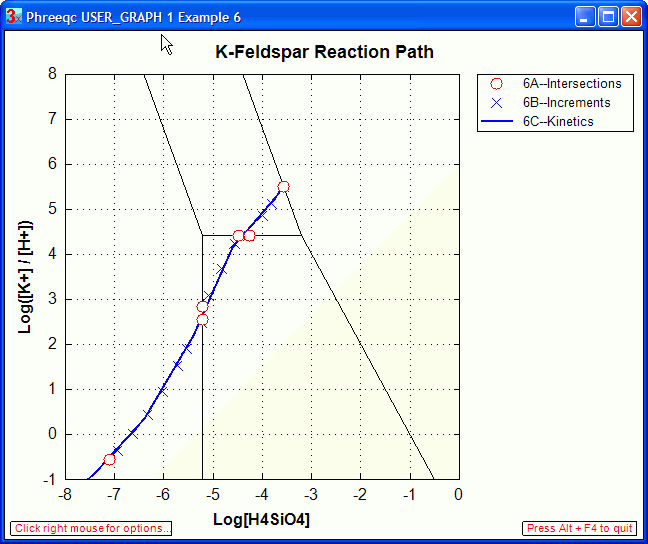 Phreeqc USER_GRAPH 1 Example 6
K-Feldspar Reaction Path
8
7
6
5
4
3
2
1
0
-1
-8 -7 -6 -5 -4 -3 -2 -1 0
Log([K+] / [H+])
Log[H4SiO4]
6A--Intersections
6B--Increments
6C--Kinetics
Click right mouse for options...
Press Alt + F4 to quit